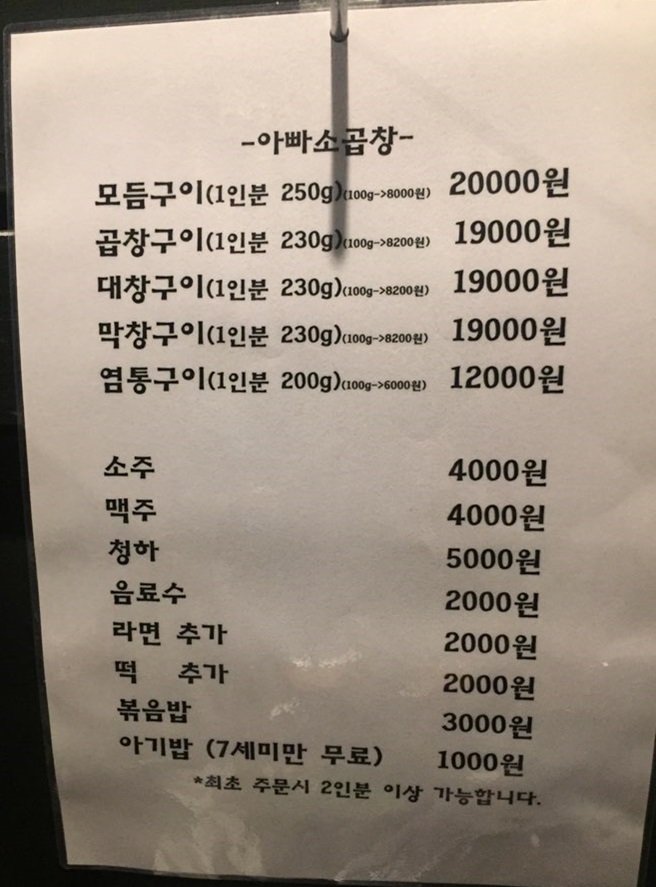 -아빠소곱창-
모듬구이(1인분 250g)(100g->8000원) 20000원
곱창구이(1인분 230g)(100g->8200원) 19000원
대창구이(1인분 230g)(100g->8200원) 19000원
막창구이(1인분 230g)(100g->8200원) 19000원
염통구이(1인분 200g)(100g->6000원) 12000원
소주 4000원
맥주 4000원
청하 5000원
음료수 2000원
라면 추가 2000원
떡 추가 2000원
볶음밥 3000원
아기밥 (7세미만 무료) 1000원
*최초 주문시 2인분 이상 가능합니다.